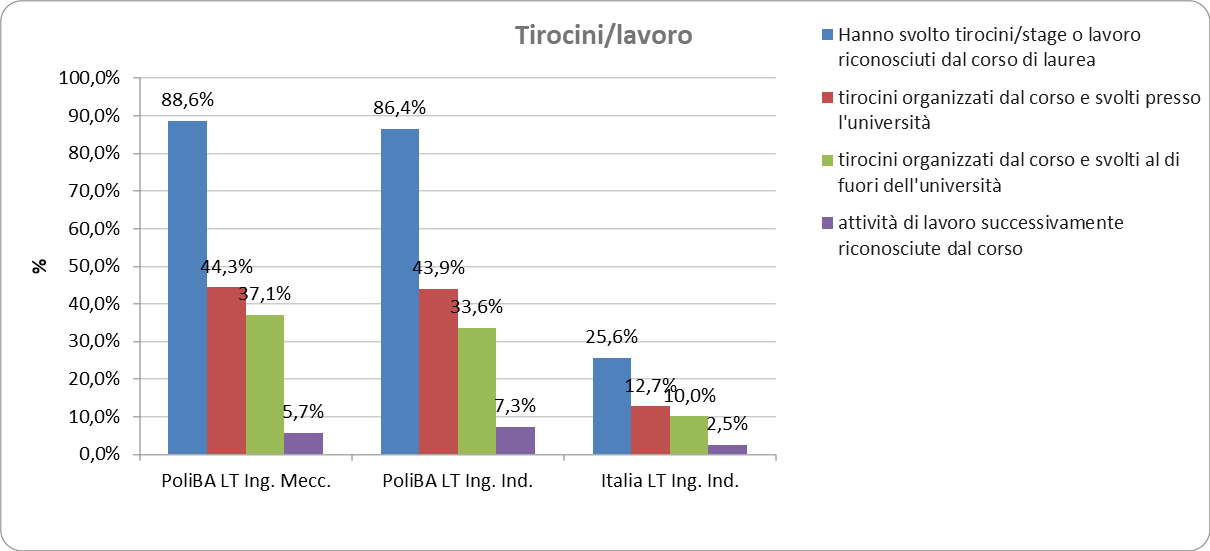 Tirocini/lavoro
Hanno svolto tirocini/stage o lavoro
riconosciuti dal corso di laurea
tirocini organizzati dal corso e svolti presso
l'università
tirocini organizzati dal corso e svolti al di
fuori dell'università
attività di lavoro successivamente
riconosciute dal corso
%
100,0%
90,0%
80,0%
70,0%
60,0%
50,0%
40,0%
30,0%
20,0%
10,0%
0,0%
88,6%
44,3%
37,1%
5,7%
86,4%
43,9%
33,6%
7,3%
25,6%
12,7%
10,0%
2,5%
PoliBA LT Ing. Mecc.
PoliBA LT Ing. Ind.
Italia LT Ing. Ind.